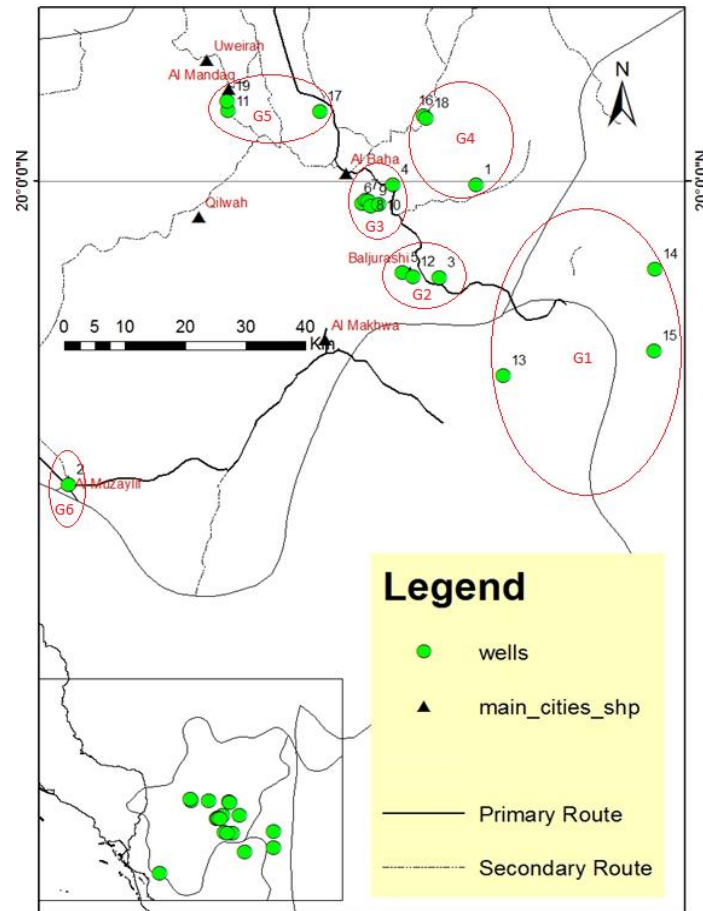 Uweirah
N
Al Mandaq
19
11
G5
17
16
18
G4
Al Baha
4
1
20°0'0"N
20°0'0"N
Qilwah
6
7
9
8
10
G3
Baljurashi
5
12
3
G2
14
0 5 10 20 30 40
Km
Al Makhwa
15
G1
13
2
Al Muzaylif
G6
Legend
wells
main_cities_shp
Primary Route
Secondary Route